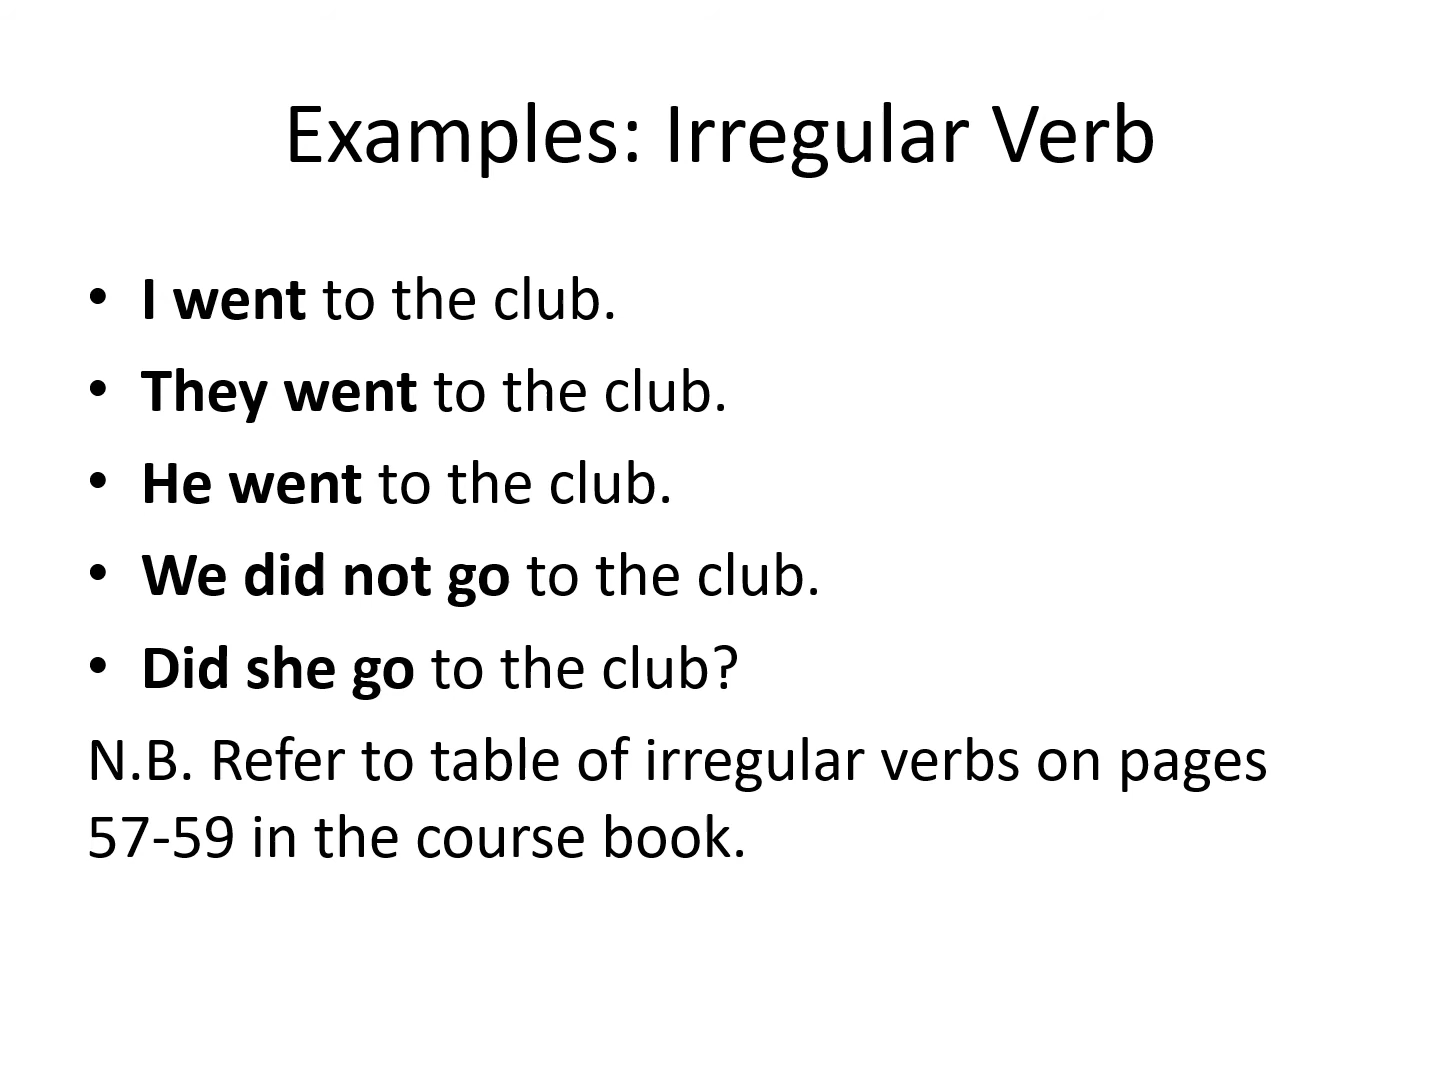 Examples: Irregular Verb
• I went to the club.
• They went to the club.
• He went to the club.
• We did not go to the club.
• Did she go to the club?
N.B. Refer to table of irregular verbs on pages
57-59 in the course book.